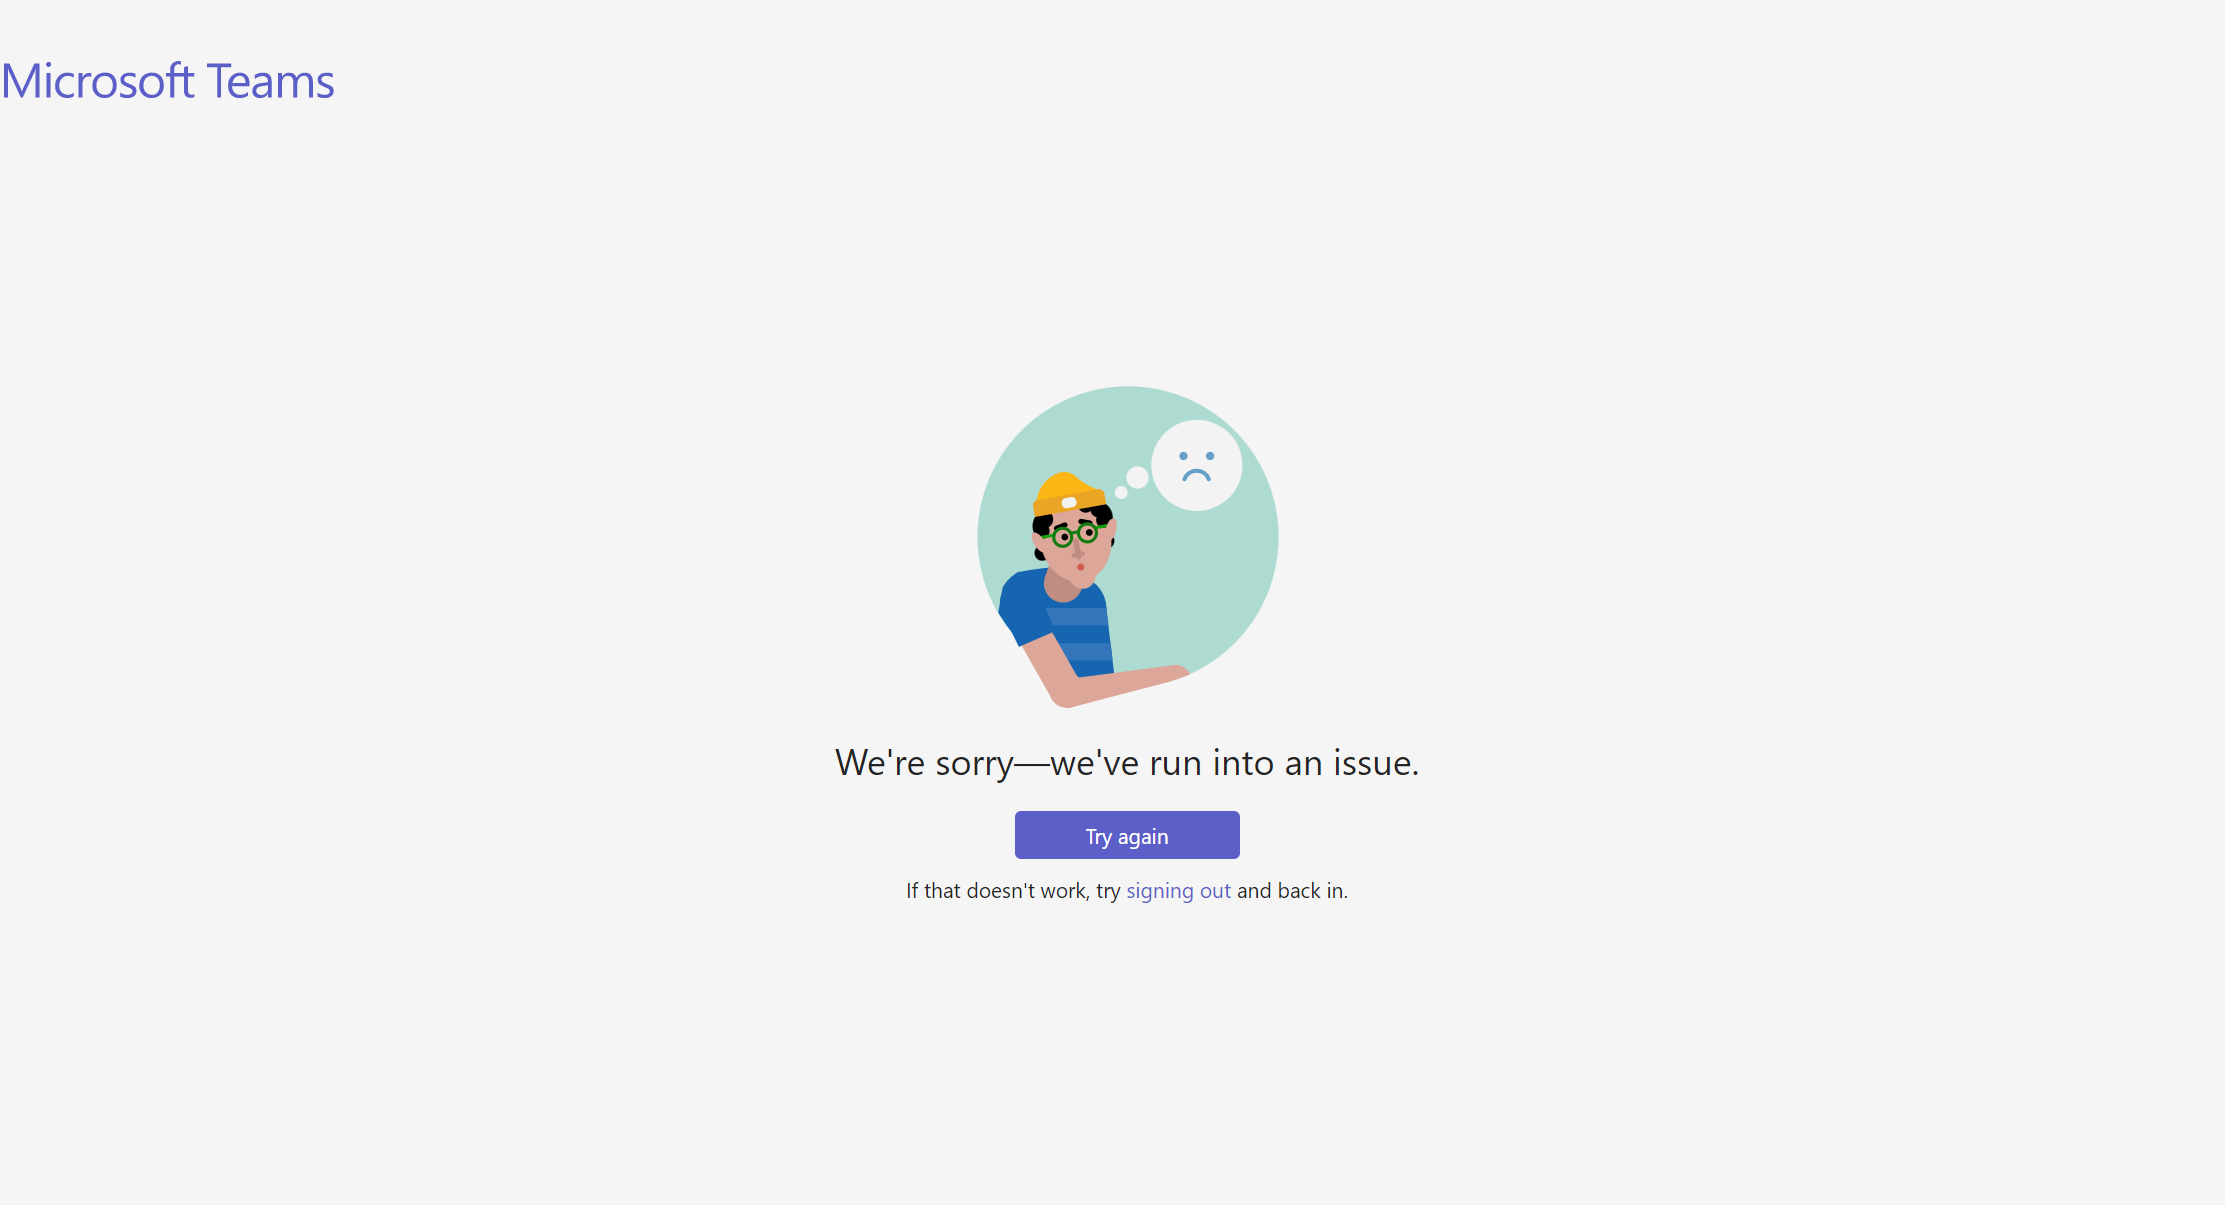 Microsoft Teams
We're sorry—we've run into an issue.
Try again
If that doesn't work, try signing out and back in.